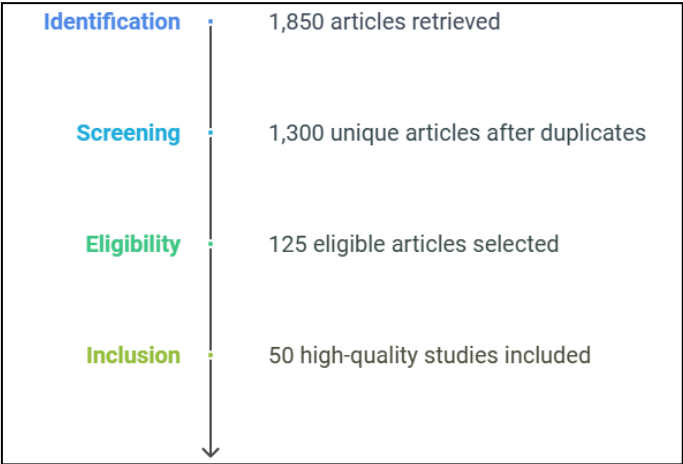 Identification 1,850 articles retrieved
Screening 1,300 unique articles after duplicates
Eligibility 125 eligible articles selected
Inclusion 50 high-quality studies included